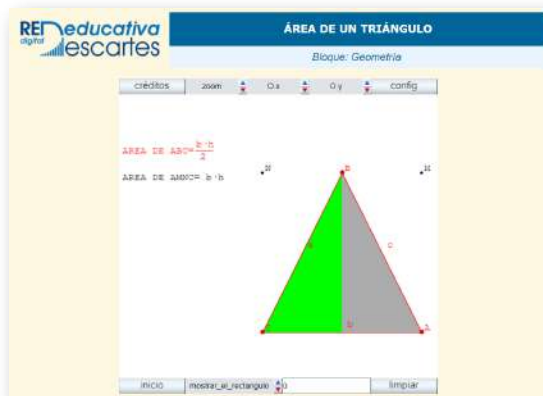 RED educativa
digital
descartes
ÁREA DE UN TRIÁNGULO
Bloque: Geometría
créditos zoom O.x O.y config
AREA DE ABC= b·h
2
AREA DE AMNC= b·h
N
B
M
a
c
C
A
inicio mostrar_el_rectangulo 0 limpiar